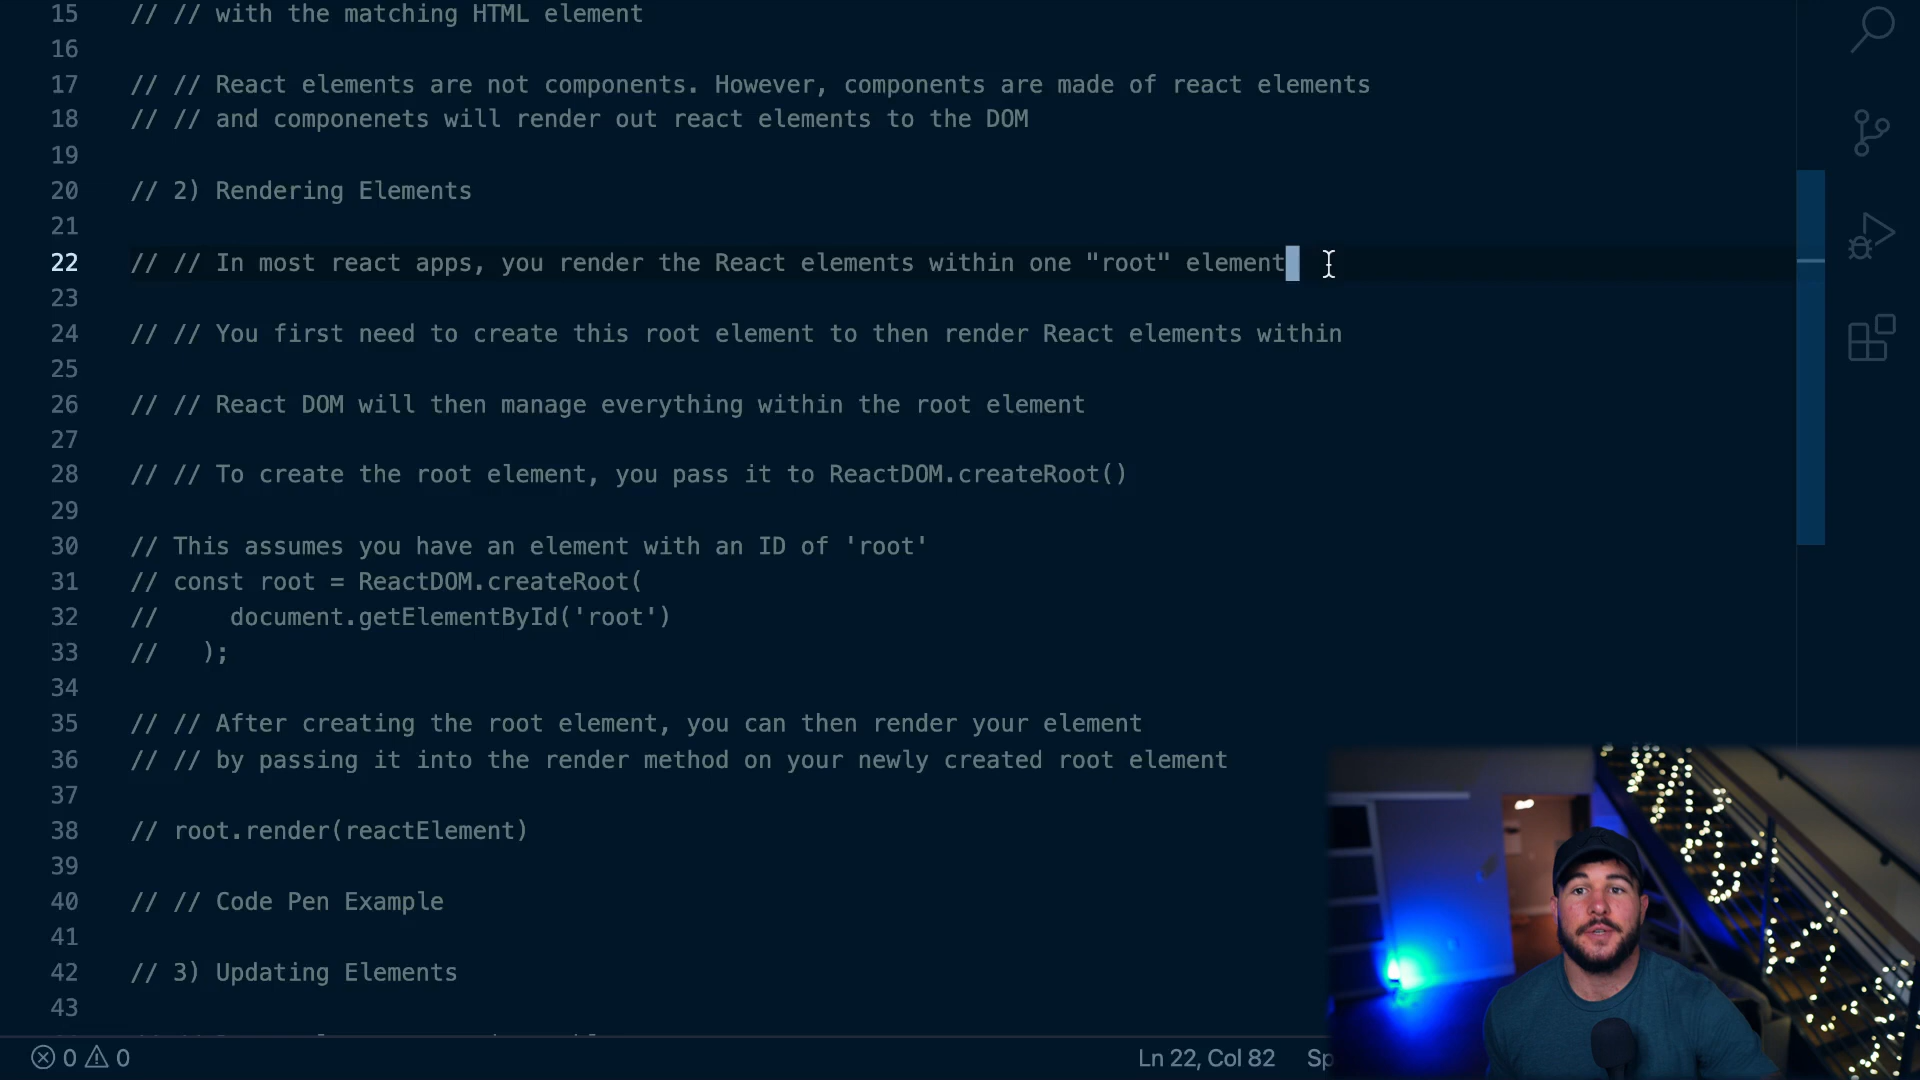 15 // // with the matching HTML element
16
17 // // React elements are not components. However, components are made of react elements
18 // // and componenets will render out react elements to the DOM
19
20 // 2) Rendering Elements
21
22 // // In most react apps, you render the React elements within one "root" element
23
24 // // You first need to create this root element to then render React elements within
25
26 // // React DOM will then manage everything within the root element
27
28 // // To create the root element, you pass it to ReactDOM.createRoot()
29
30 // This assumes you have an element with an ID of 'root'
31 // const root = ReactDOM.createRoot(
32 //     document.getElementById('root')
33 //   );
34
35 // // After creating the root element, you can then render your element
36 // // by passing it into the render method on your newly created root element
37
38 // root.render(reactElement)
39
40 // // Code Pen Example
41
42 // 3) Updating Elements
43
0 0 Ln 22, Col 82 Sp